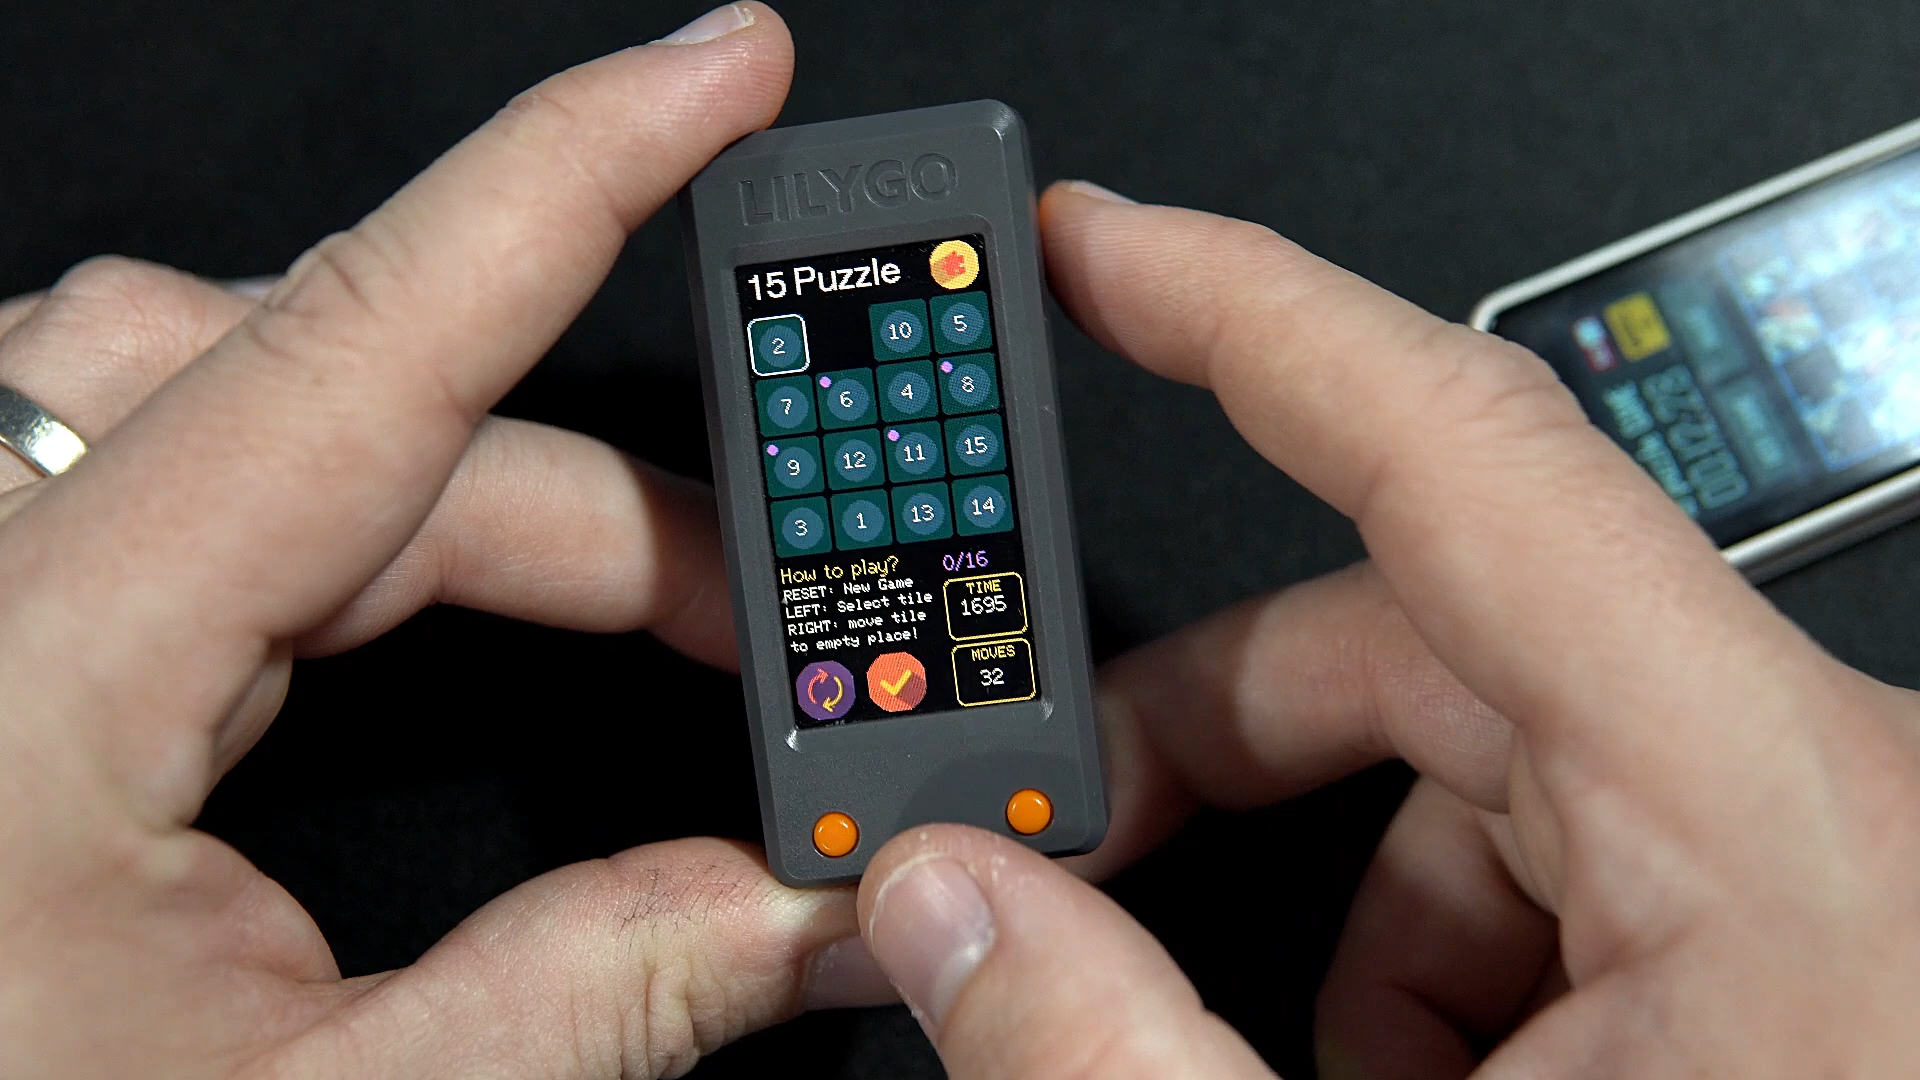 LILYGO
15 Puzzle
2 10 5
7 6 4 8
9 12 11 15
3 1 13 14
How to play? 0/16
RESET: New Game
LEFT: Select tile
RIGHT: move tile
to empty place!
TIME
1695
MOVES
32